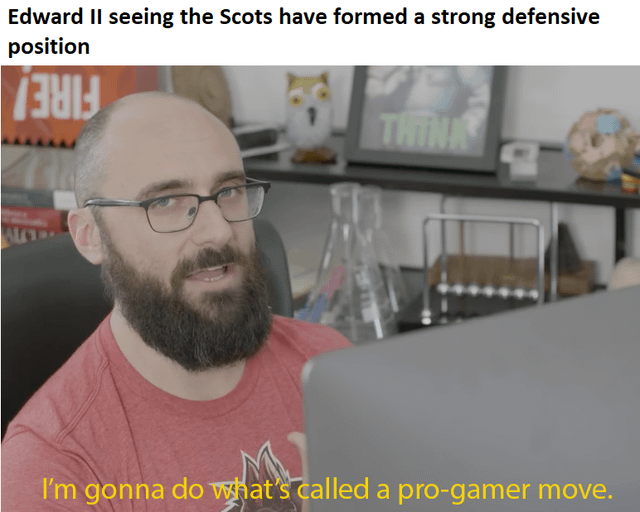 Edward II seeing the Scots have formed a strong defensive
position
FIRE!
THINK
I'm gonna do what's called a pro-gamer move.